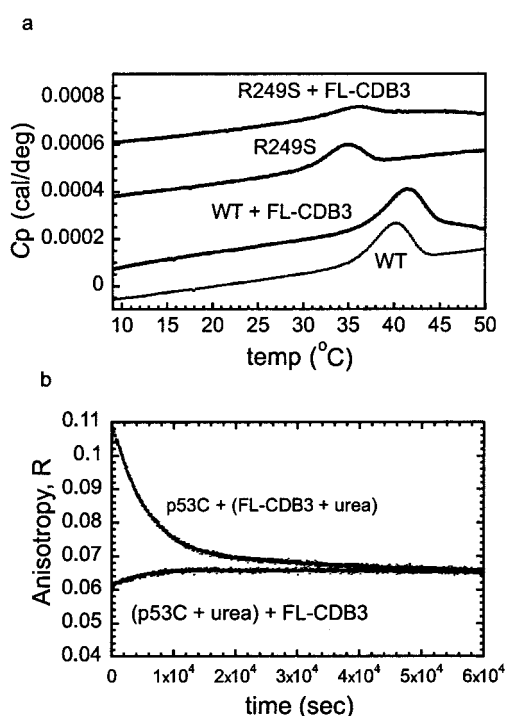 a
R249S + FL-CDB3
R249S
WT + FL-CDB3
WT
0.0008
0.0006
0.0004
0.0002
0
Cp (cal/deg)
10 15 20 25 30 35 40 45 50
temp (°C)
b
0.11
0.1
0.09
0.08
0.07
0.06
0.05
0.04
Anisotropy, R
p53C + (FL-CDB3 + urea)
(p53C + urea) + FL-CDB3
0 1x10⁴ 2x10⁴ 3x10⁴ 4x10⁴ 5x10⁴ 6x10⁴
time (sec)